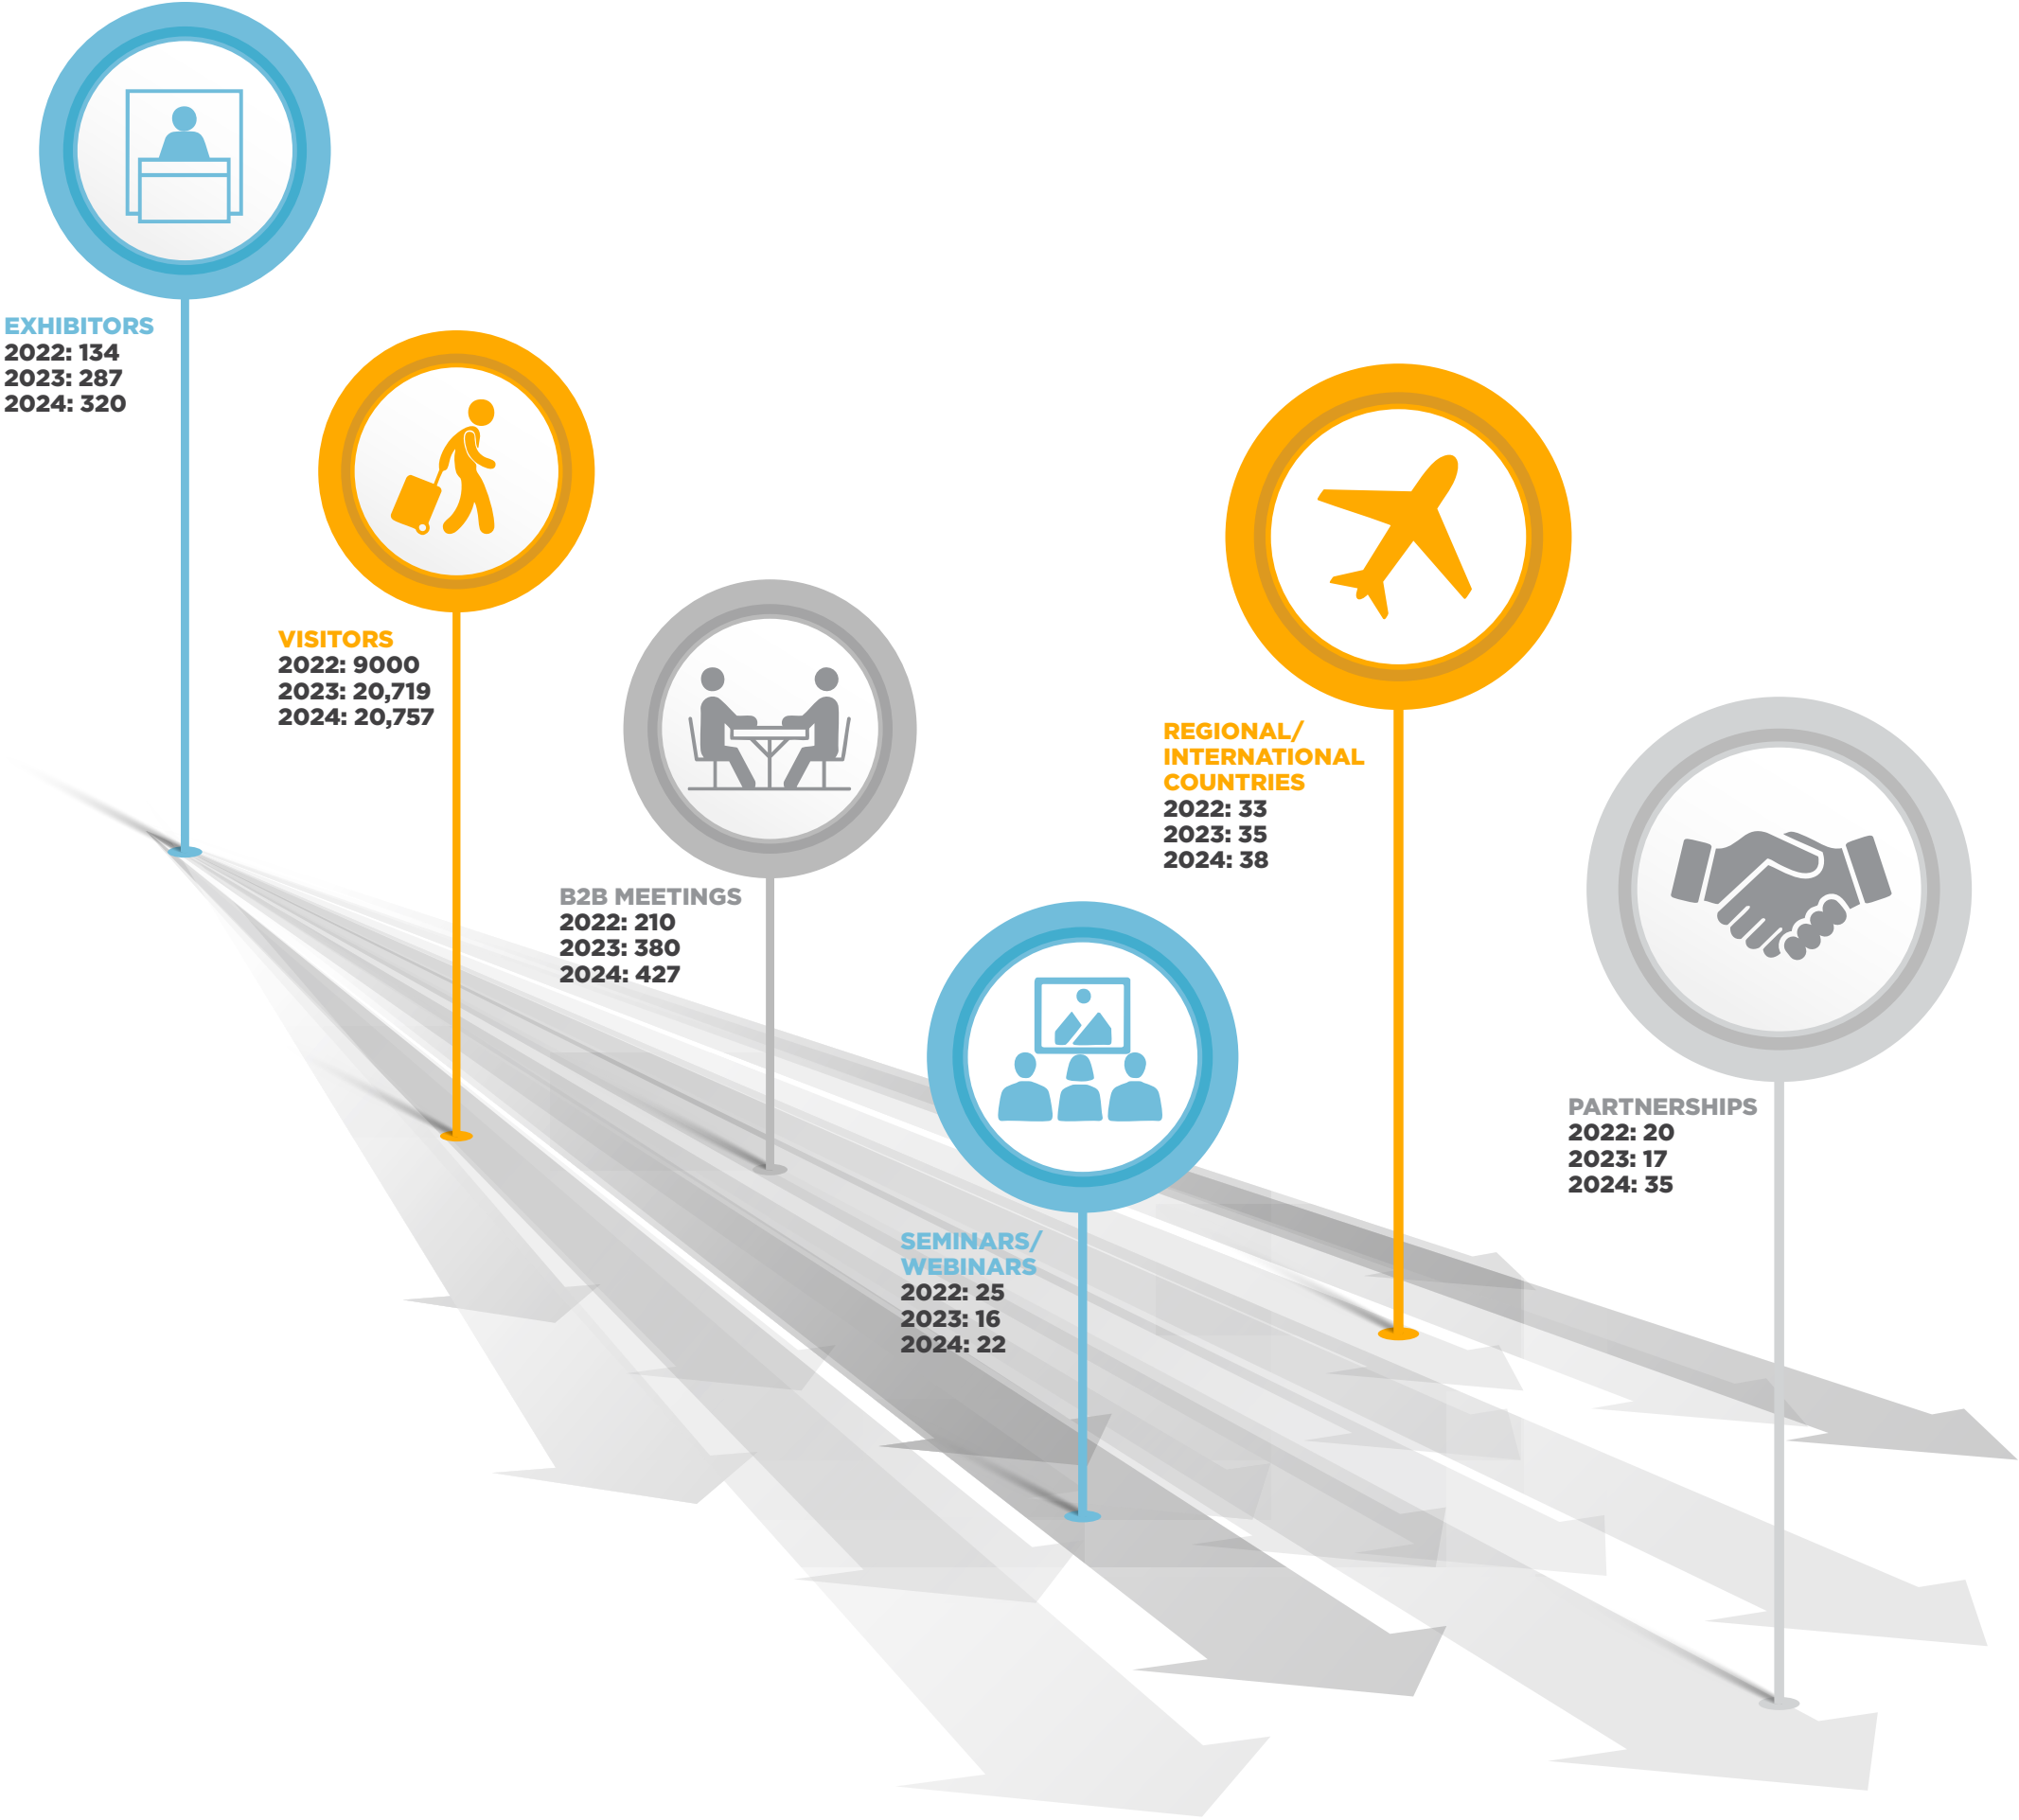 EXHIBITORS
2022: 134
2023: 287
2024: 320
VISITORS
2022: 9000
2023: 20,719
2024: 20,757
B2B MEETINGS
2022: 210
2023: 380
2024: 427
SEMINARS/
WEBINARS
2022: 25
2023: 16
2024: 22
REGIONAL/
INTERNATIONAL
COUNTRIES
2022: 33
2023: 35
2024: 38
PARTNERSHIPS
2022: 20
2023: 17
2024: 35